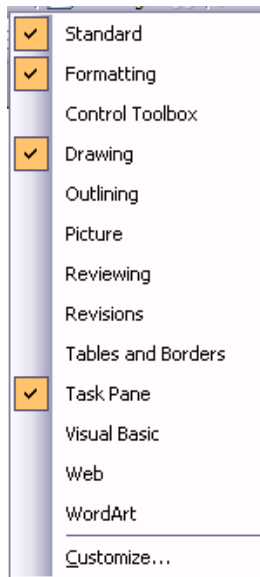 Standard
Formatting
Control Toolbox
Drawing
Outlining
Picture
Reviewing
Revisions
Tables and Borders
Task Pane
Visual Basic
Web
WordArt
Customize...